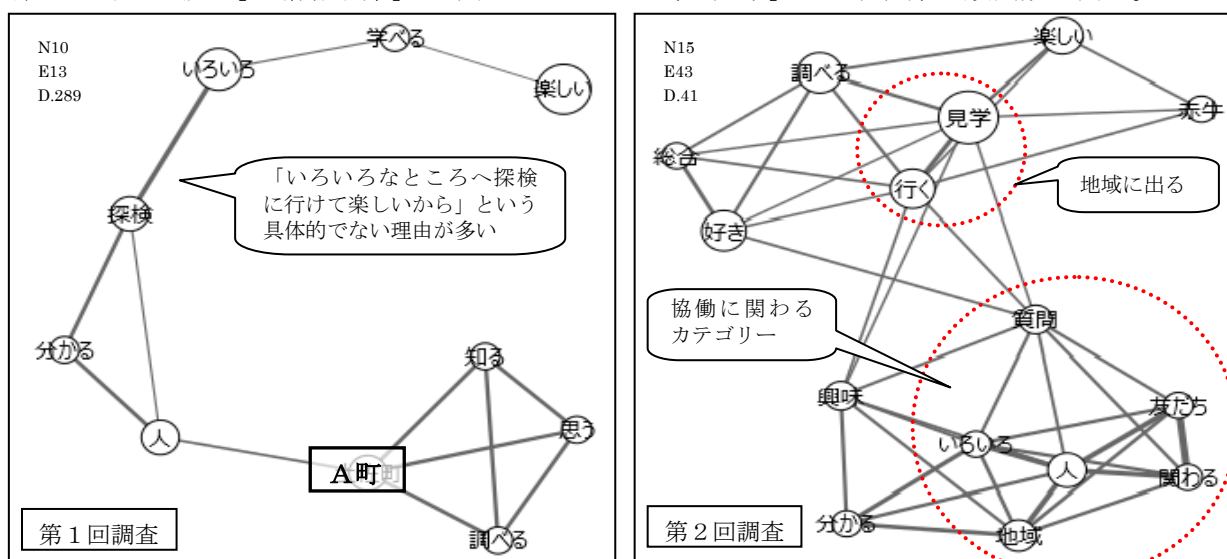 N10
E13
D.289
学べる
いろいろ
楽しい
「いろいろなところへ探検
に行けて楽しいから」という
具体的でない理由が多い
探検
分かる
人
知る
思う
A町
調べる
第1回調査
N15
E43
D.41
楽しい
調べる
見学
赤牛
総合
行く
地域に出る
好き
協働に関わる
カテゴリー
質問
興味
友だち
いろいろ
人
関わる
分かる
地域
第2回調査